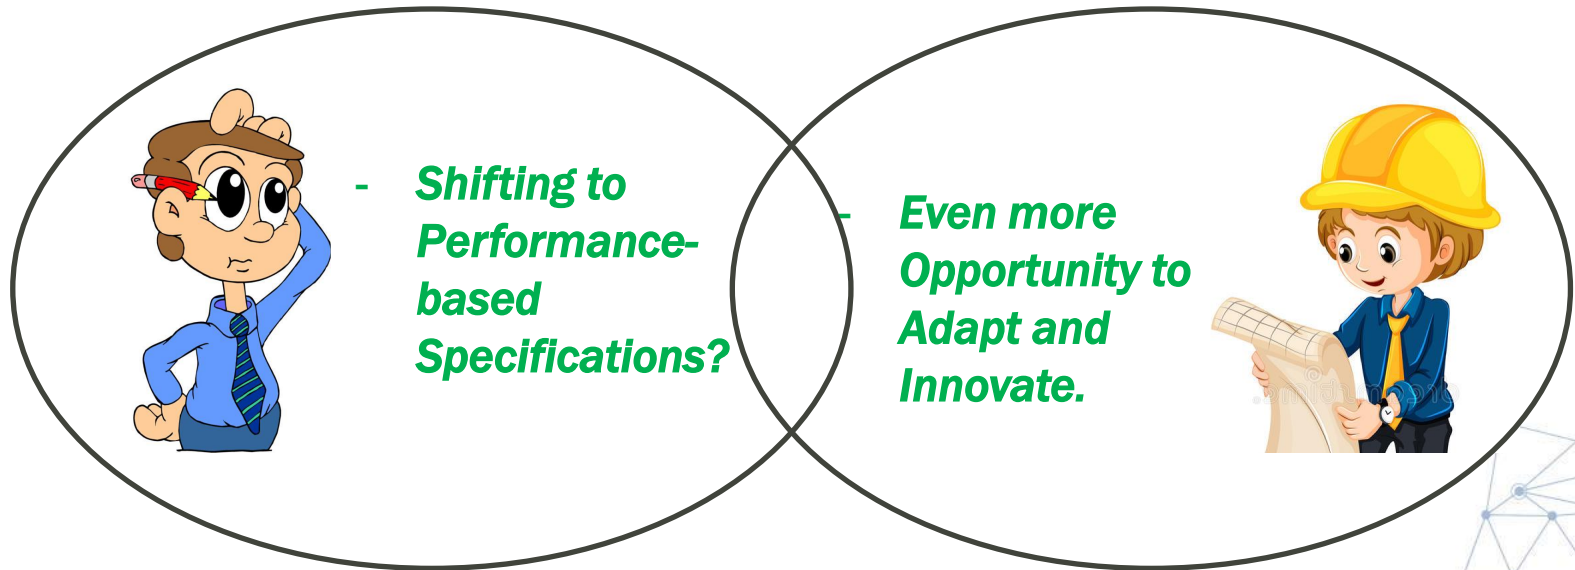 - Shifting to
Performance-
based
Specifications?
- Even more
Opportunity to
Adapt and
Innovate.